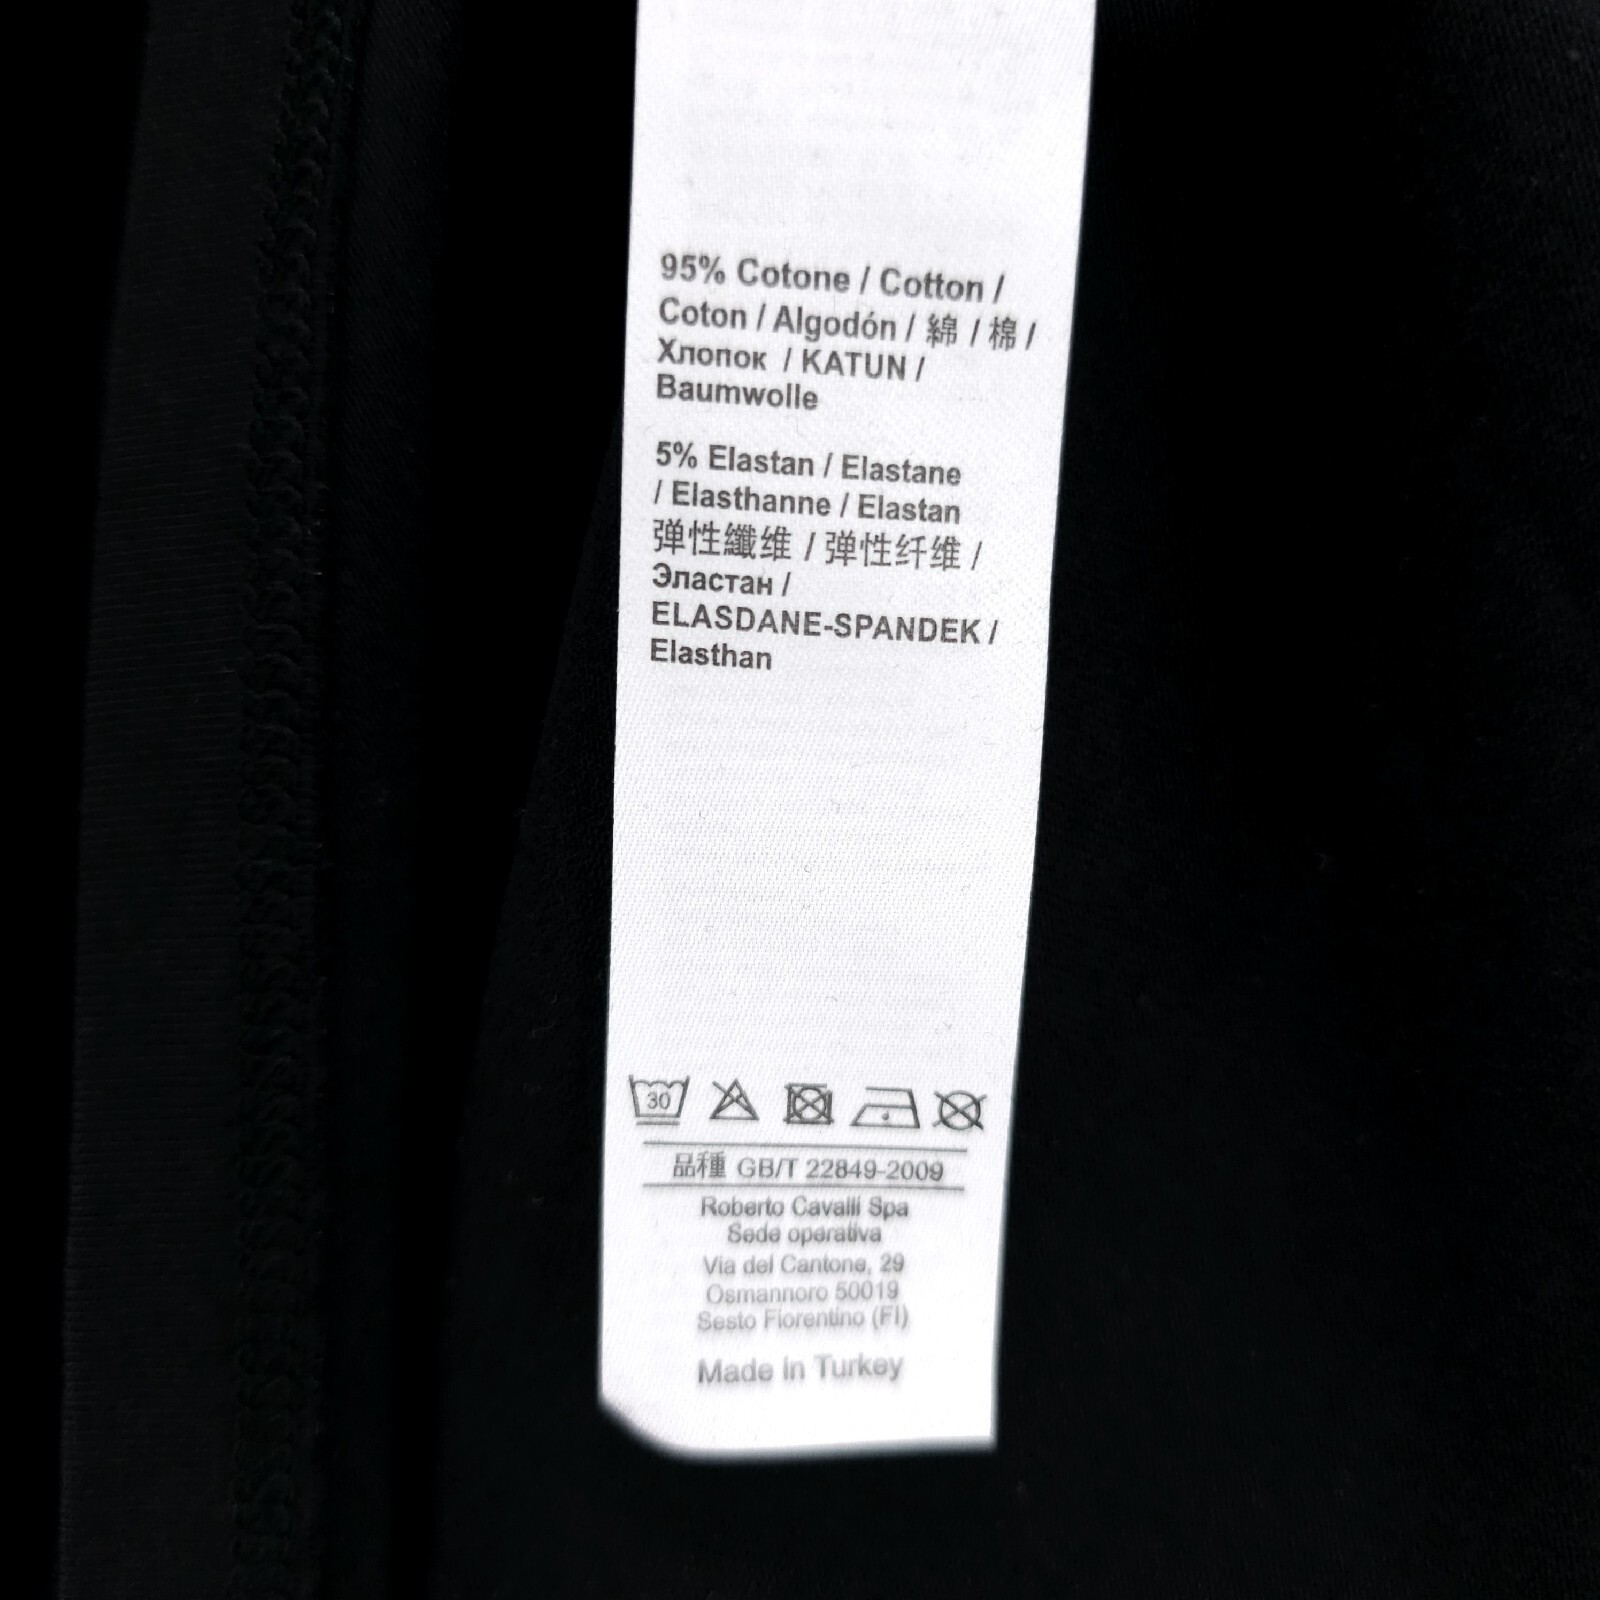 95% Cotone / Cotton /
Coton / Algodón / 綿 / 棉 /
Хлопок / KATUN /
Baumwolle
5% Elastan / Elastane
/ Elasthanne / Elastan
弹性纖维 / 弹性纤维 /
Эластан /
ELASDANE-SPANDEK /
Elasthan
30
品種 GB/T 22849-2009
Roberto Cavalli Spa
Sede operativa
Via del Cantone, 29
Osmannoro 50019
Sesto Fiorentino (FI)
Made in Turkey